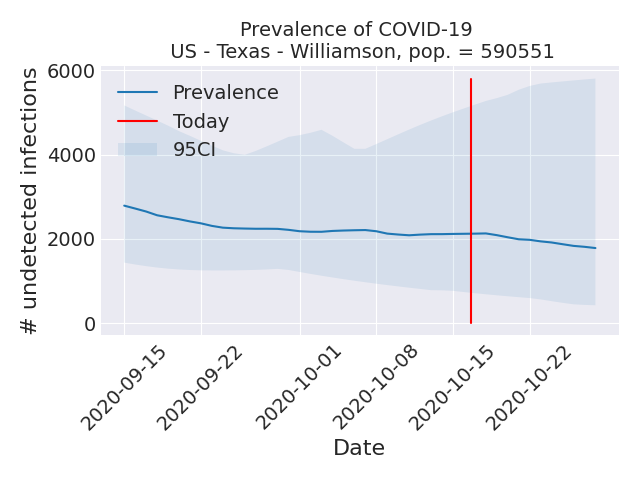 Prevalence of COVID-19
US - Texas - Williamson, pop. = 590551
# undetected infections
6000
4000
2000
0
Prevalence
Today
95CI
2020-09-15
2020-09-22
2020-10-01
2020-10-08
2020-10-15
2020-10-22
Date